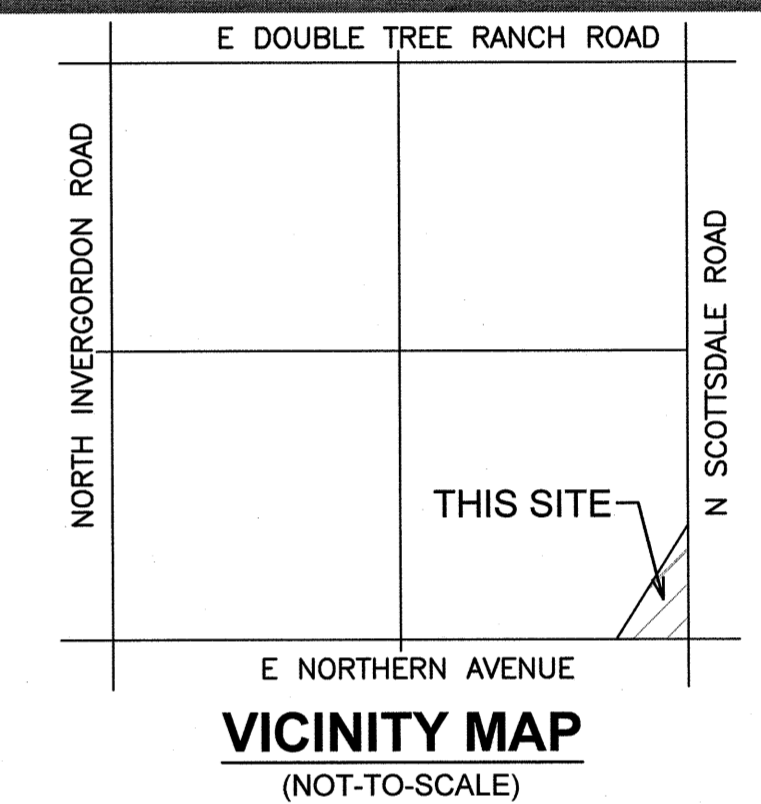 E DOUBLE TREE RANCH ROAD
NORTH INVERGORDON ROAD
N SCOTTSDALE ROAD
THIS SITE
E NORTHERN AVENUE
VICINITY MAP
(NOT-TO-SCALE)